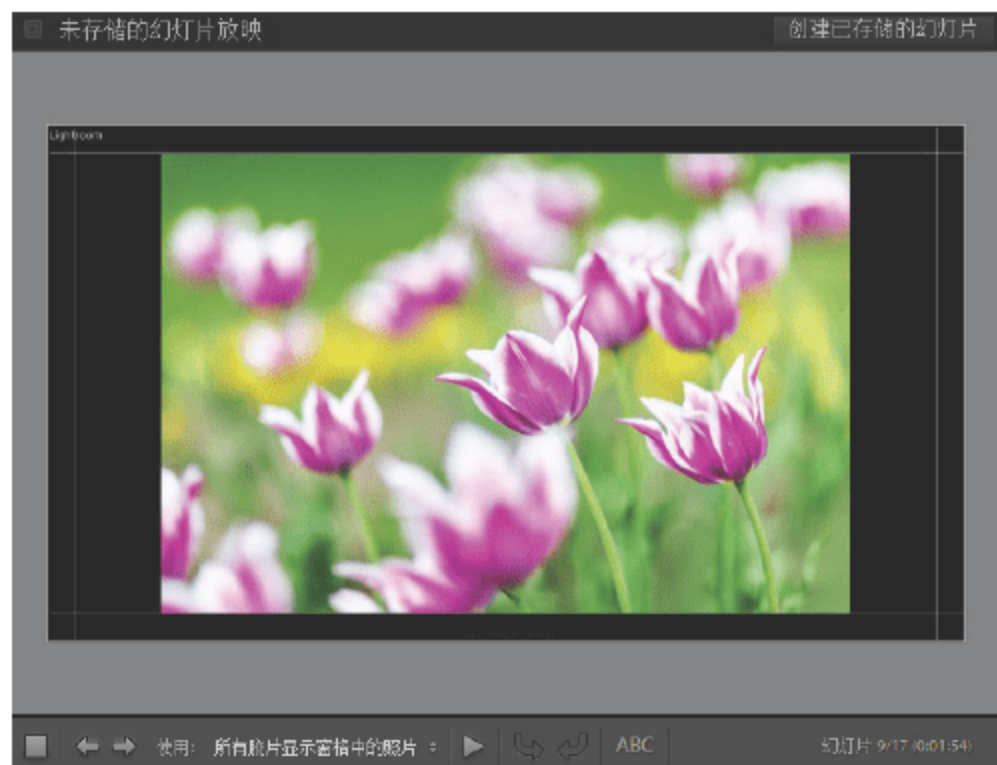 未存储的幻灯片放映
创建已存储的幻灯片
Lightroom
使用: 所有胶片显示窗格中的照片
ABC
幻灯片 9/17 (0:01:54)